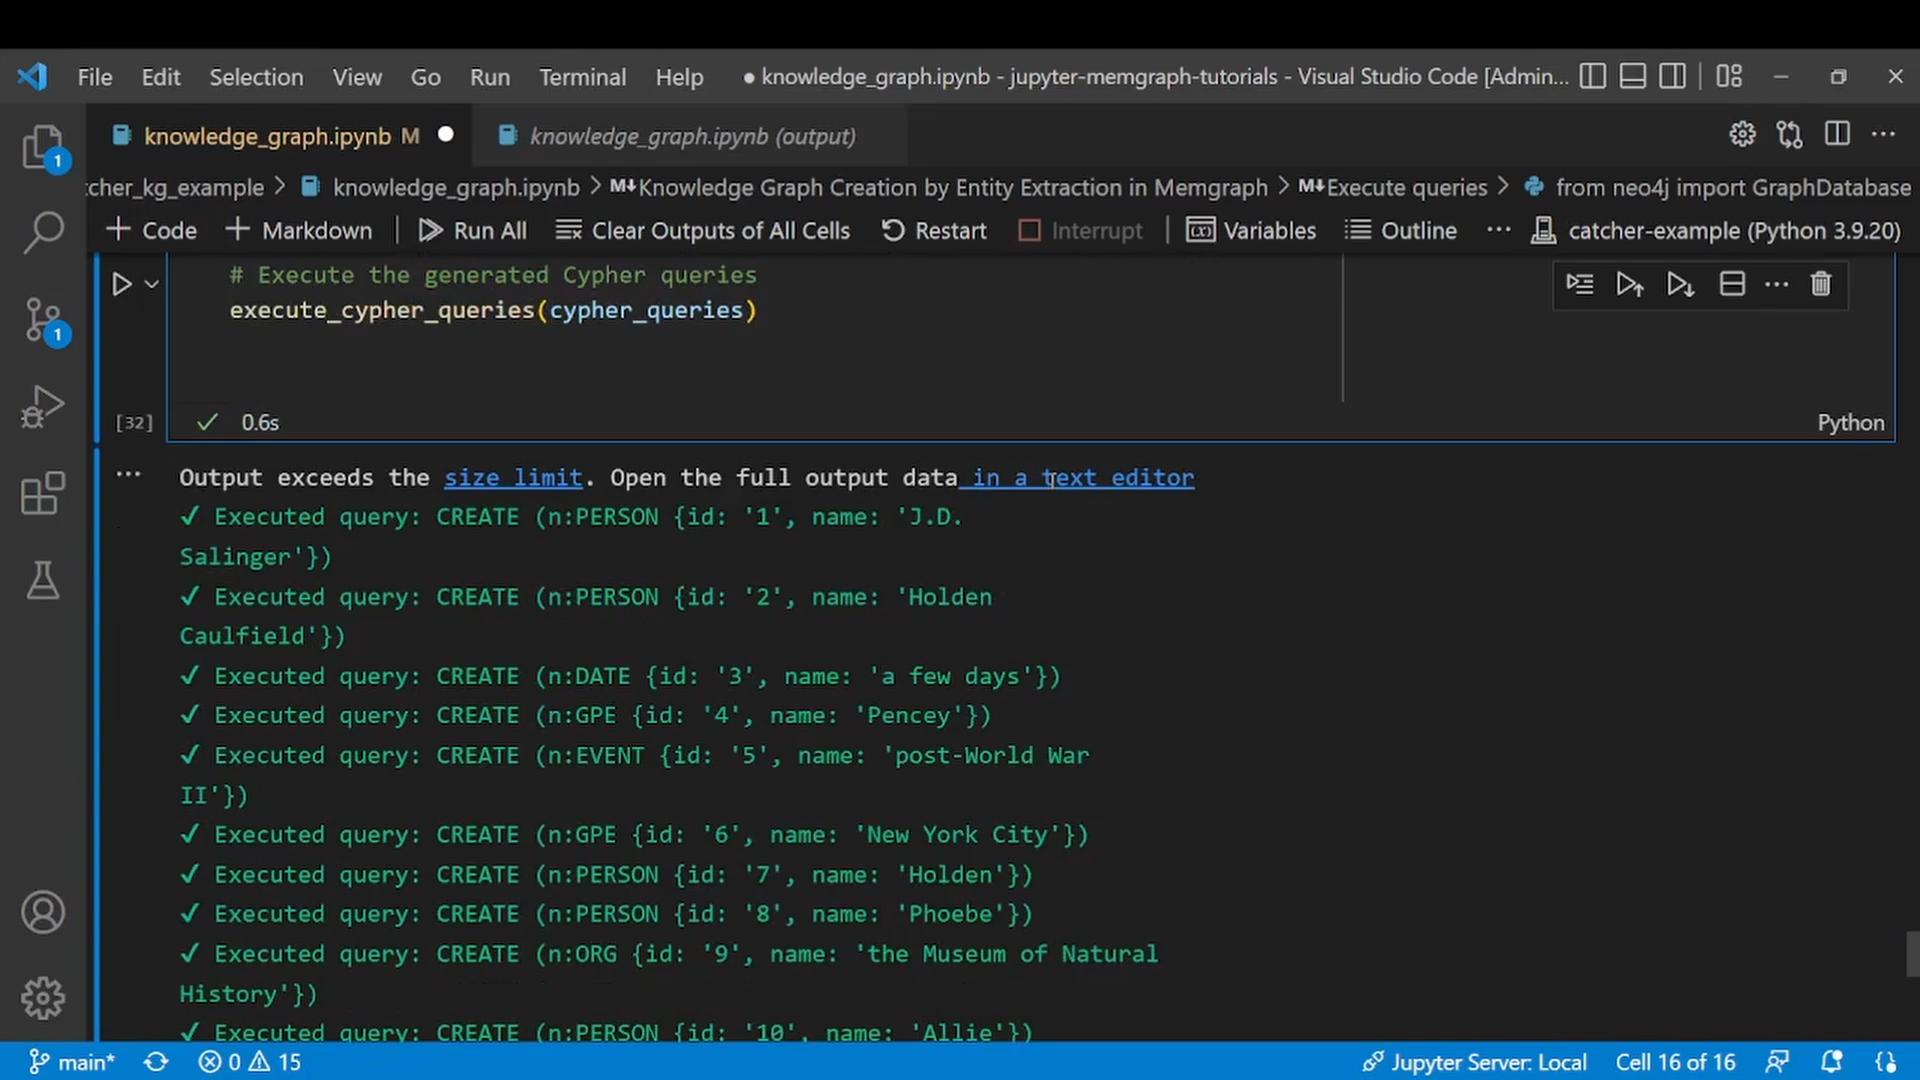 File Edit Selection View Go Run Terminal Help ● knowledge_graph.ipynb - jupyter-memgraph-tutorials - Visual Studio Code [Admin...
knowledge_graph.ipynb M ● knowledge_graph.ipynb (output)
1
tcher_kg_example > knowledge_graph.ipynb > M↓Knowledge Graph Creation by Entity Extraction in Memgraph > M↓Execute queries > from neo4j import GraphDatabase
+ Code + Markdown | Run All Clear Outputs of All Cells Restart Interrupt | Variables Outline ... catcher-example (Python 3.9.20)
# Execute the generated Cypher queries
execute_cypher_queries(cypher_queries)
1
[32] ✓ 0.6s Python
... Output exceeds the size limit. Open the full output data in a text editor
✓ Executed query: CREATE (n:PERSON {id: '1', name: 'J.D.
Salinger'})
✓ Executed query: CREATE (n:PERSON {id: '2', name: 'Holden
Caulfield'})
✓ Executed query: CREATE (n:DATE {id: '3', name: 'a few days'})
✓ Executed query: CREATE (n:GPE {id: '4', name: 'Pencey'})
✓ Executed query: CREATE (n:EVENT {id: '5', name: 'post-World War
II'})
✓ Executed query: CREATE (n:GPE {id: '6', name: 'New York City'})
✓ Executed query: CREATE (n:PERSON {id: '7', name: 'Holden'})
✓ Executed query: CREATE (n:PERSON {id: '8', name: 'Phoebe'})
✓ Executed query: CREATE (n:ORG {id: '9', name: 'the Museum of Natural
History'})
✓ Executed query: CREATE (n:PERSON {id: '10', name: 'Allie'})
main* 0 15 Jupyter Server: Local Cell 16 of 16